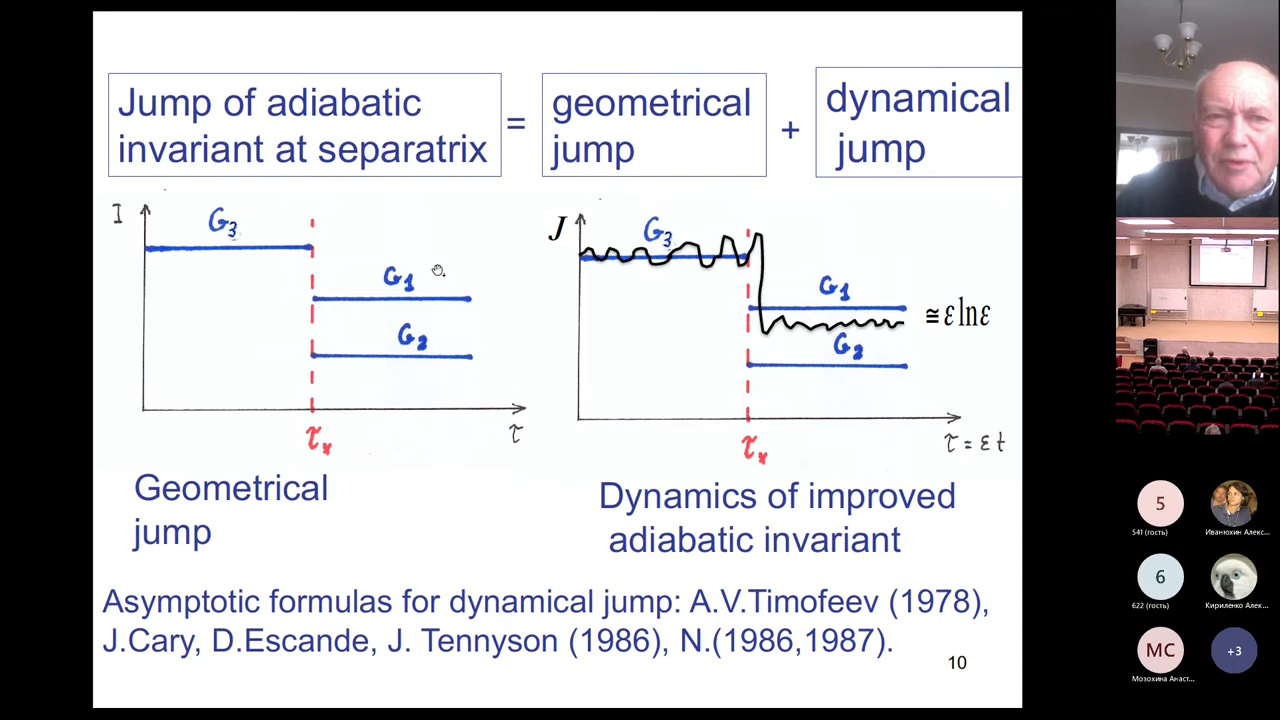 Jump of adiabatic
invariant at separatrix
=
geometrical
jump
+
dynamical
jump
I
G₃
G₁
G₂
τ*
τ
J
G₃
G₁
G₂
≅ε ln ε
τ*
τ = εt
Geometrical
jump
Dynamics of improved
adiabatic invariant
Asymptotic formulas for dynamical jump: A.V.Timofeev (1978),
J.Cary, D.Escande, J. Tennyson (1986), N.(1986,1987).
10
5
541 (гость)
Иванюхин Алекс...
6
622 (гость)
Кириленко Алек...
МС
Мозохина Анаст...
+3